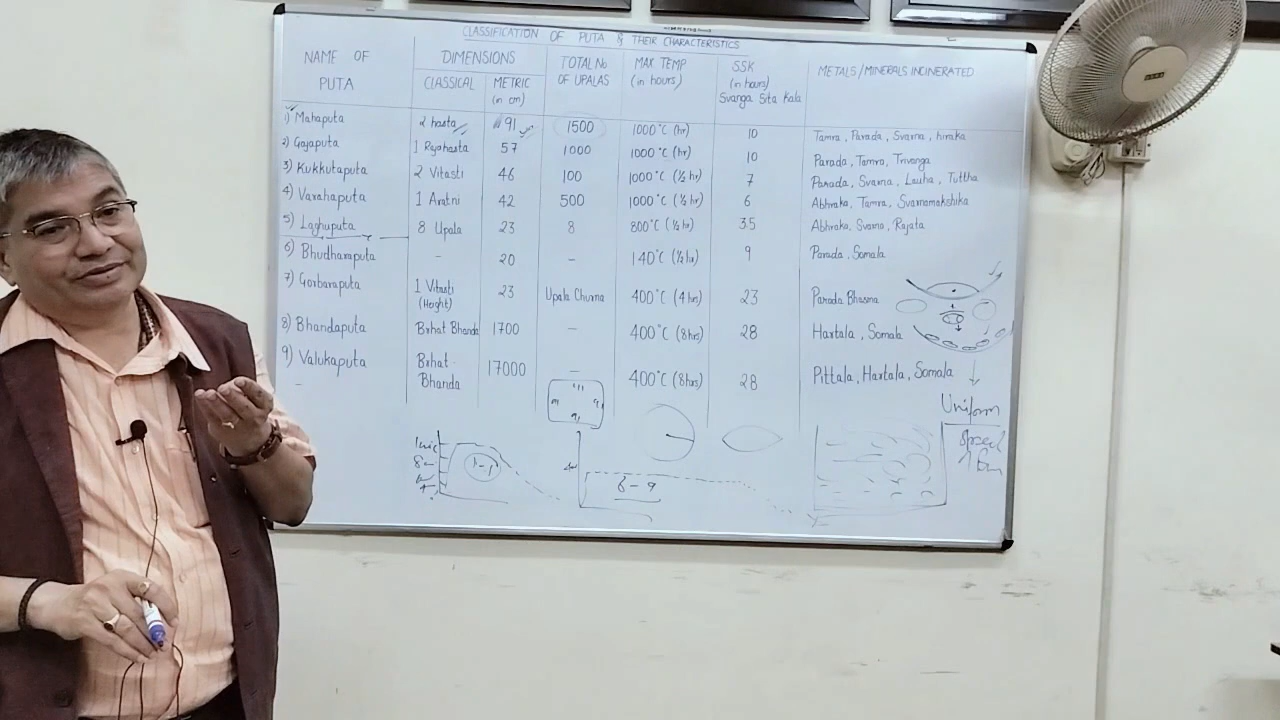 CLASSIFICATION OF PUTA & THEIR CHARACTERISTICS
NAME OF PUTA | DIMENSIONS | TOTAL No OF UPALAS | MAX TEMP (in hours) | SSK (in hours) Svanga Sita Kala | METALS/MINERALS INCINERATED
CLASSICAL | METRIC (in cm)
1) Mahaputa | 2 hasta | 91 | 1500 | 1000°C (hr) | 10 | Tamra, Parada, Svarna, hiraka
2) Gajaputa | 1 Rajahasta | 57 | 1000 | 1000°C (hr) | 10 | Parada, Tamra, Trivanga
3) Kukkutaputa | 2 Vitasti | 46 | 100 | 1000°C (½ hr) | 7 | Parada, Svarna, Lauha, Tuttha
4) Varahaputa | 1 Aratni | 42 | 500 | 1000°C (½ hr) | 6 | Abhraka, Tamra, Svarnamakshika
5) Laghuputa | 8 Upala | 23 | 8 | 800°C (½ hr) | 35 | Abhraka, Svarna, Rajata
6) Bhudharaputa | - | 20 | - | 140°C (½ hr) | 9 | Parada, Somala
7) Gorbaraputa | 1 Vitasti (Height) | 23 | Upala Churna | 400°C (4 hrs) | 23 | Parada Bhasma
8) Bhandaputa | Brhat Bhanda | 1700 | - | 400°C (8hrs) | 28 | Hartala, Somala
9) Valukaputa | Brhat- Bhanda | 17000 | - | 400°C (8hrs) | 28 | Pittala, Hartala, Somala
-
Uniform
1-5
6-9